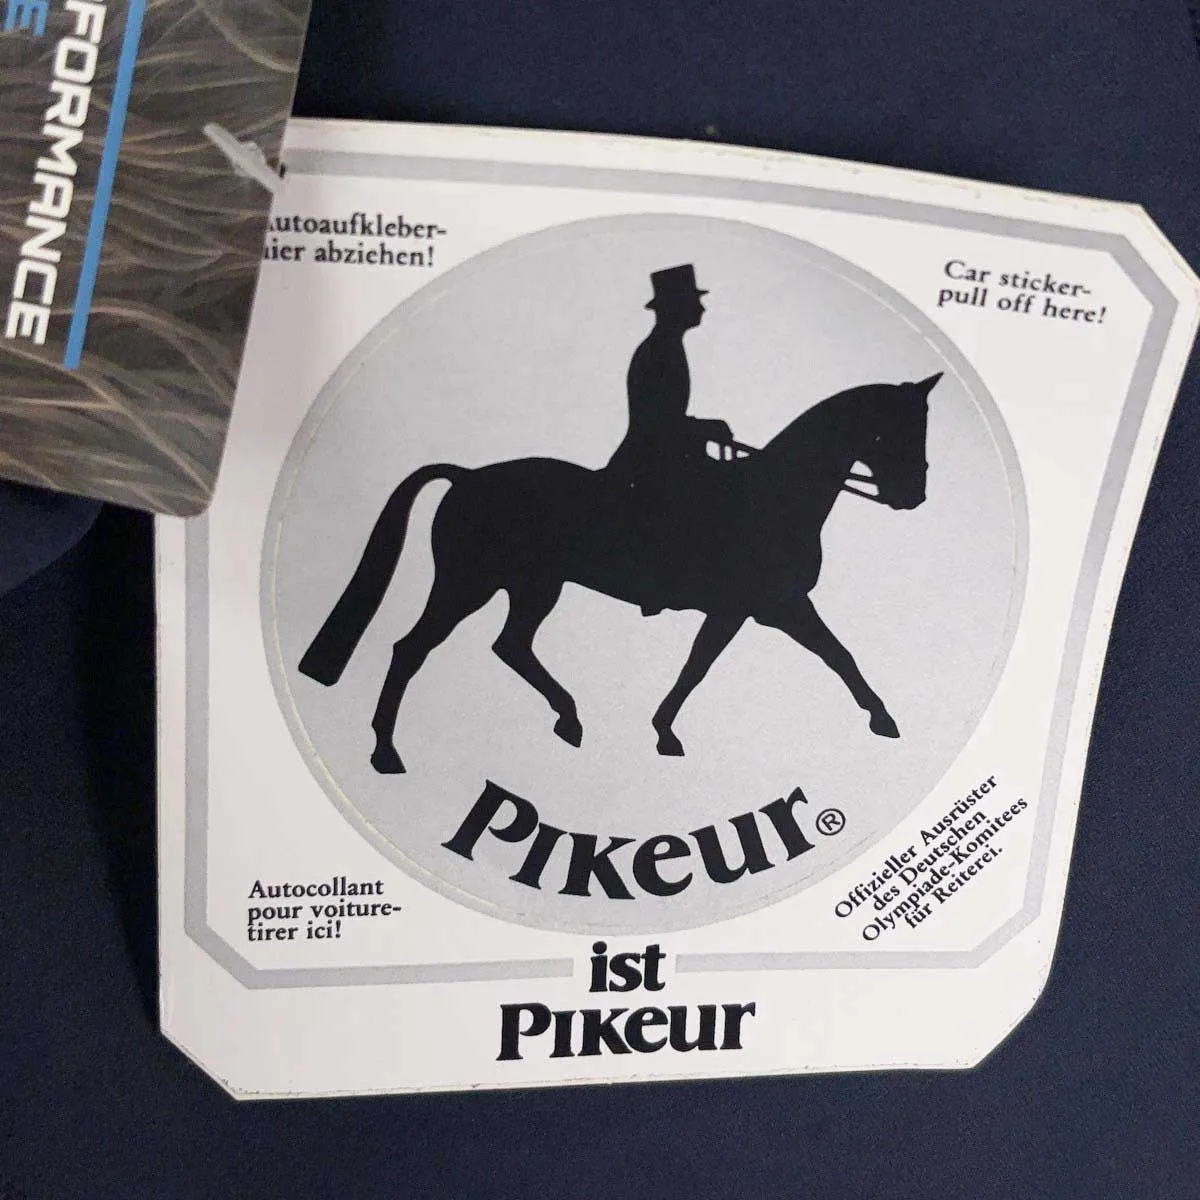 FORMANCE
Autoaufkleber-
hier abziehen!
Car sticker-
pull off here!
PIKeur®
Autocollant
pour voiture-
tirer ici!
Offizieller Ausrüster
des Deutschen
Olympiade-Komitees
für Reiterei.
ist
PIKeur